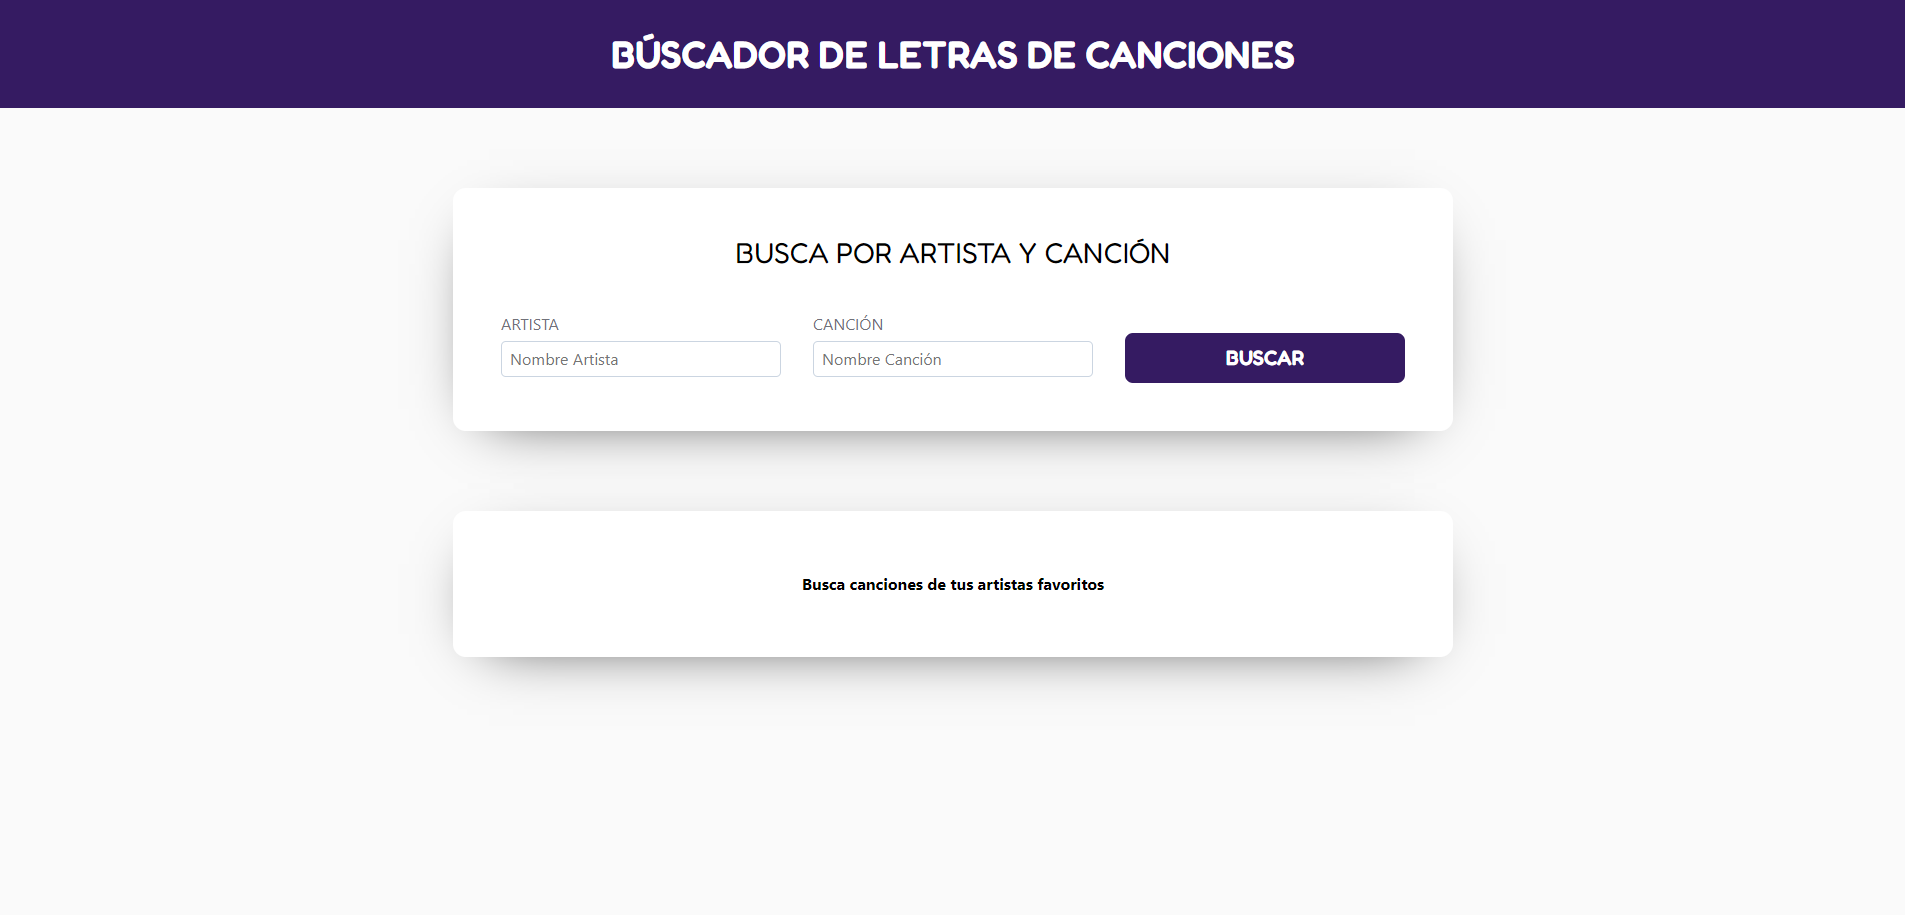 BÚSCADOR DE LETRAS DE CANCIONES
BUSCA POR ARTISTA Y CANCIÓN
ARTISTA
Nombre Artista
CANCIÓN
Nombre Canción
BUSCAR
Busca canciones de tus artistas favoritos